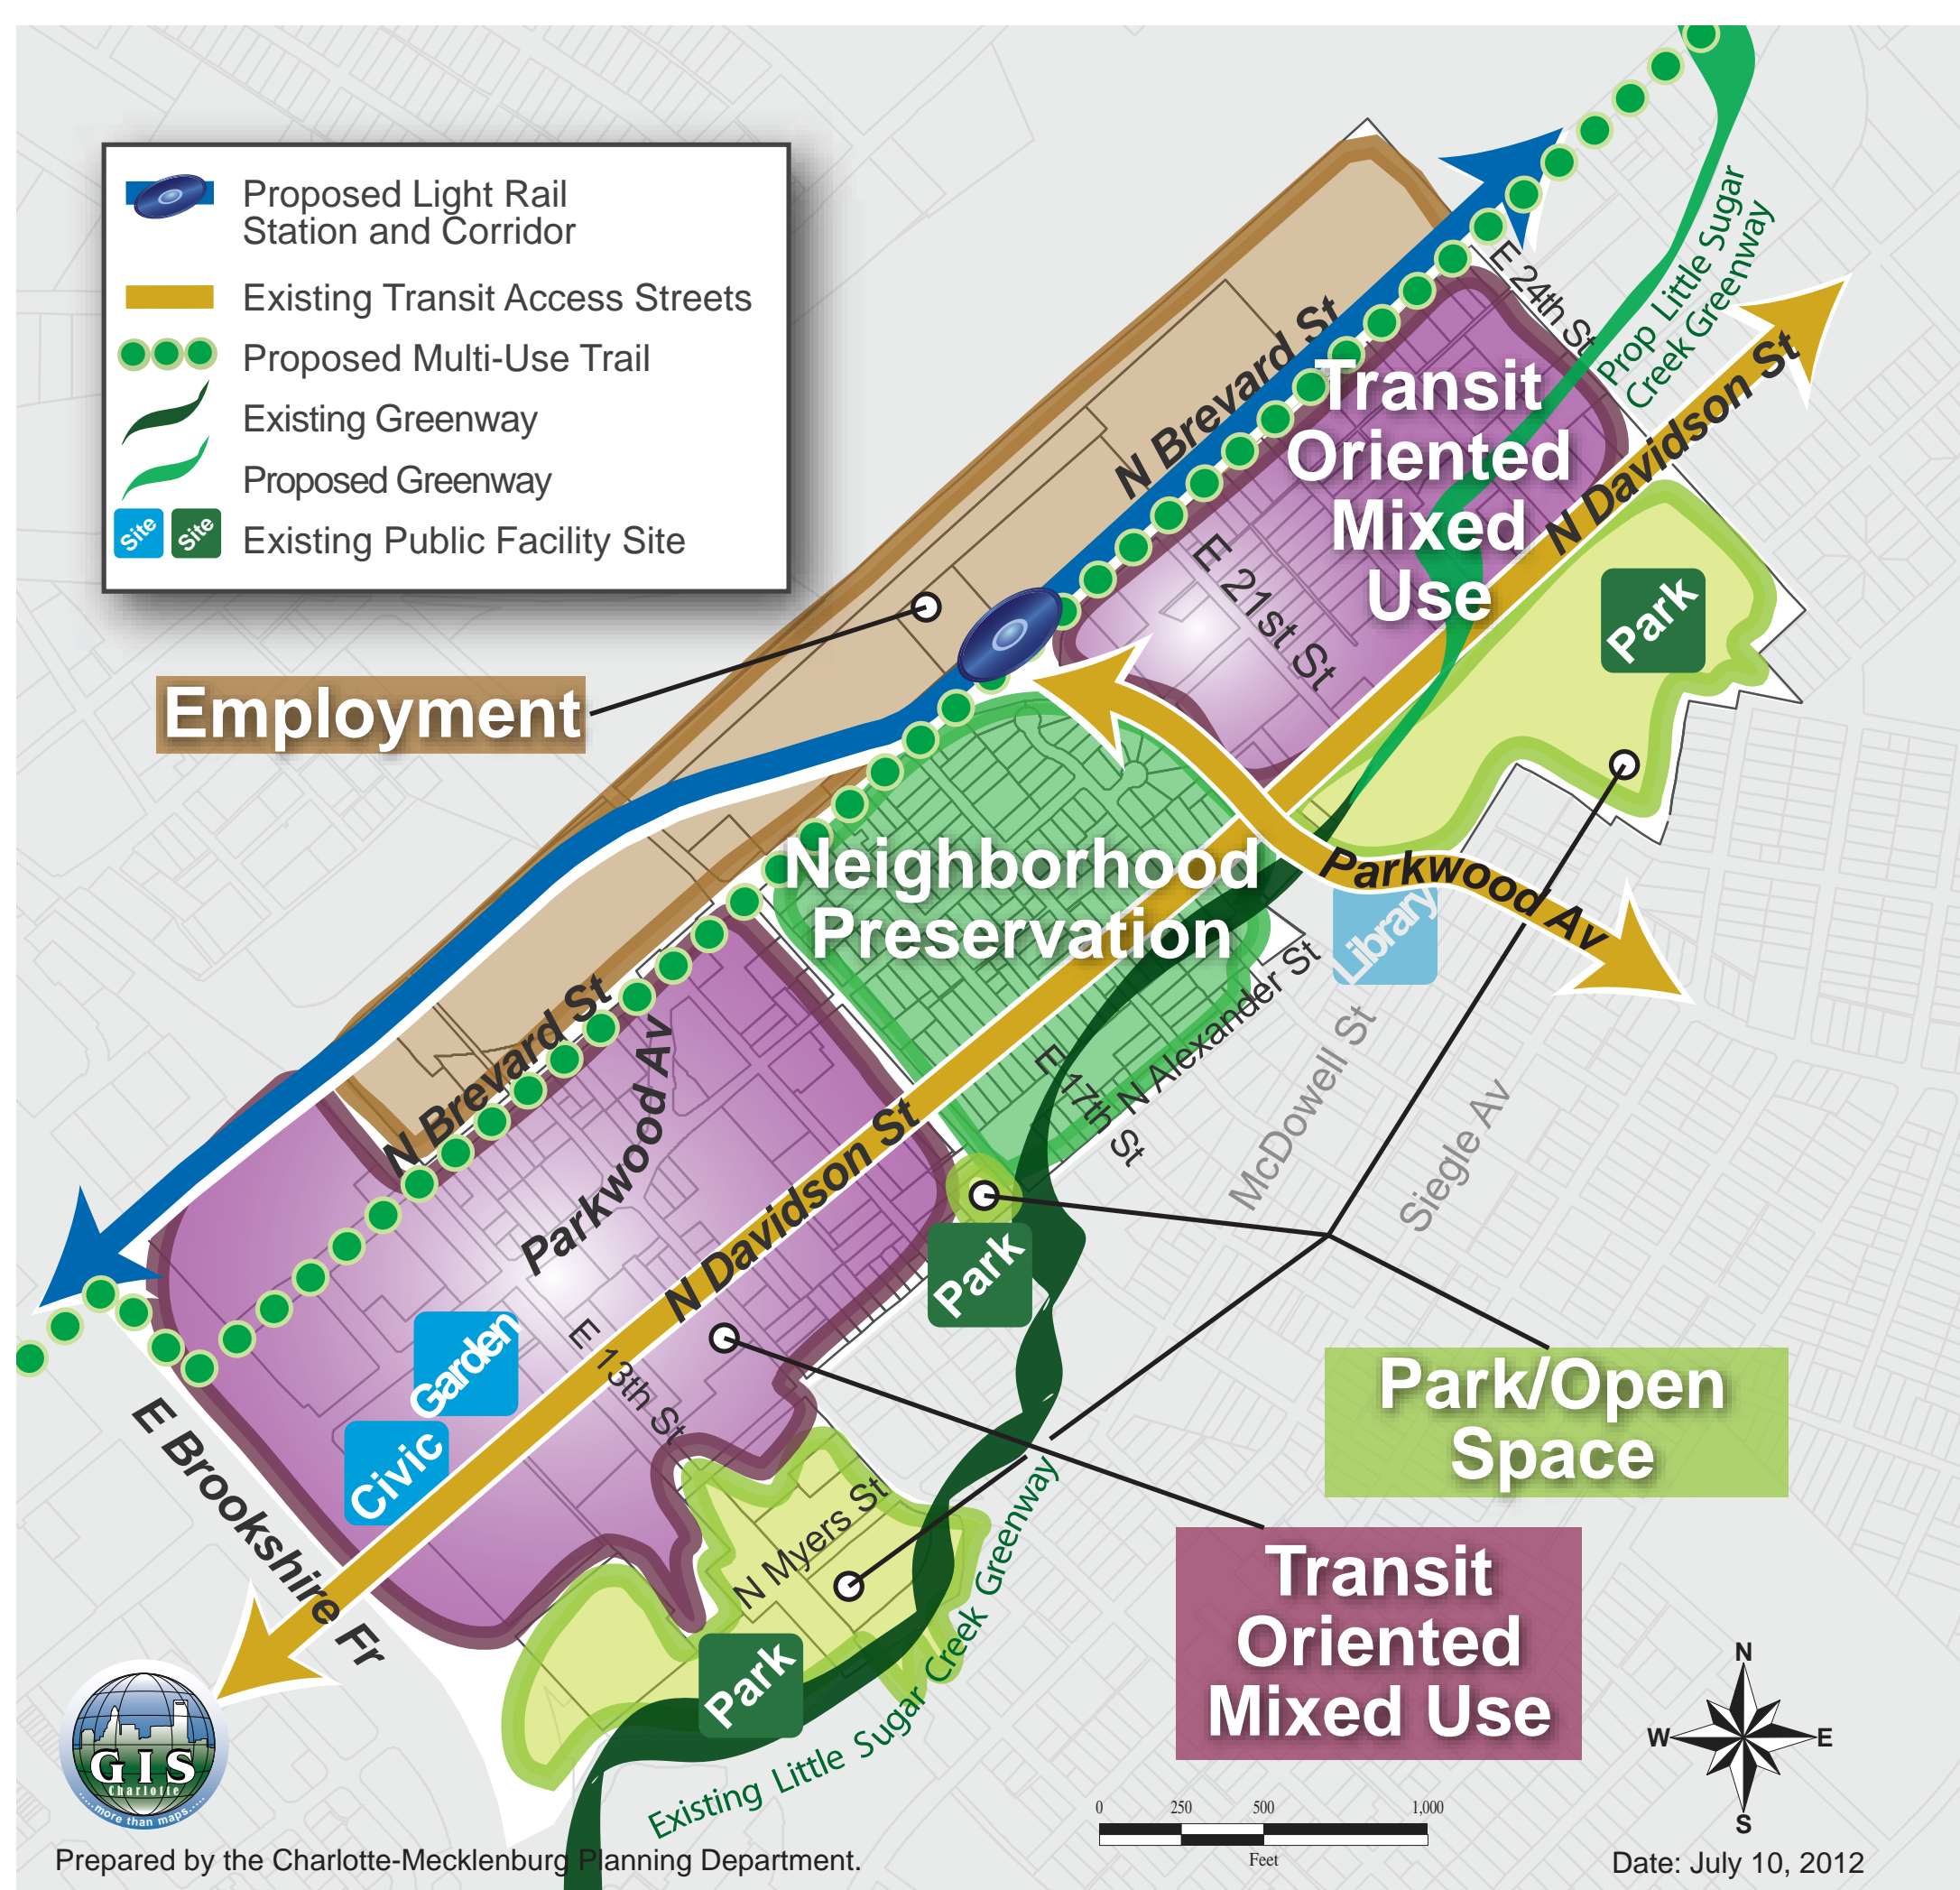 Proposed Light Rail
Station and Corridor
Existing Transit Access Streets
Proposed Multi-Use Trail
Existing Greenway
Proposed Greenway
Site
Site
Existing Public Facility Site
Prop Little Sugar
Creek Greenway
E 24th St
N Brevard St
Transit
Oriented
Mixed
Use
N Davidson St
N Davidson St
E 21st St
Park
Employment
Neighborhood
Preservation
Parkwood Av
Library
N Alexander St
E 17th St
McDowell St
Siegle Av
N Brevard St
Parkwood Av
N Davidson St
Park
Garden
E 13th St
Civic
E Brookshire Fr
N Myers St
Park
Existing Little Sugar Creek Greenway
Park/Open
Space
Transit
Oriented
Mixed Use
GIS
Charlotte
.....more than maps.....
N
W
E
S
0 250 500 1,000
Feet
Prepared by the Charlotte-Mecklenburg Planning Department.
Date: July 10, 2012